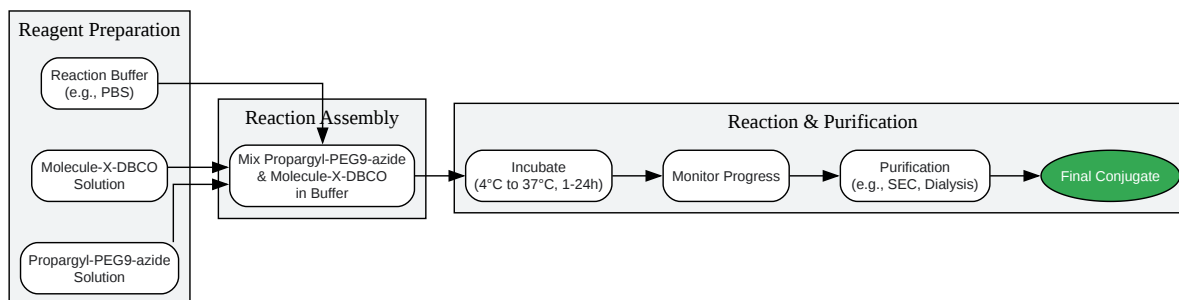 Reagent Preparation
Reaction Buffer
(e.g., PBS)
Molecule-X-DBCO
Solution
Propargyl-PEG9-azide
Solution
Reaction Assembly
Mix Propargyl-PEG9-azide
& Molecule-X-DBCO
in Buffer
Reaction & Purification
Incubate
(4°C to 37°C, 1-24h)
Monitor Progress
Purification
(e.g., SEC, Dialysis)
Final Conjugate